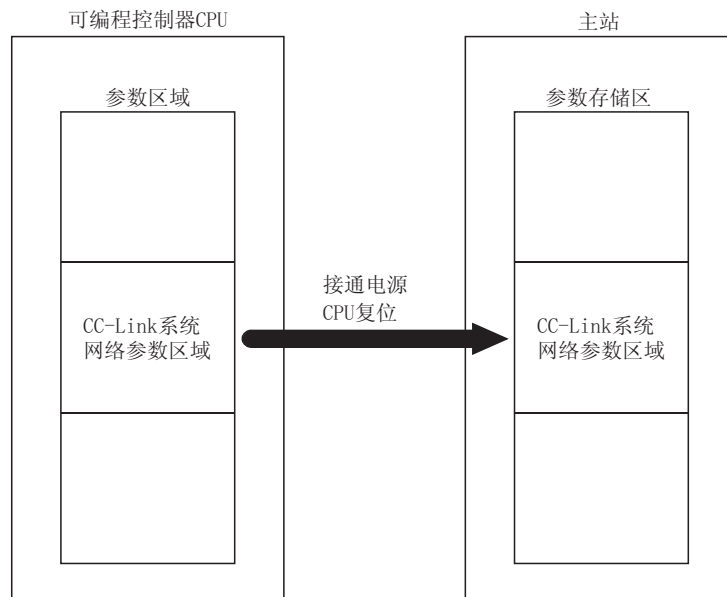 可编程控制器CPU
主站
参数区域
参数存储区
接通电源
CPU复位
CC-Link系统
网络参数区域
CC-Link系统
网络参数区域